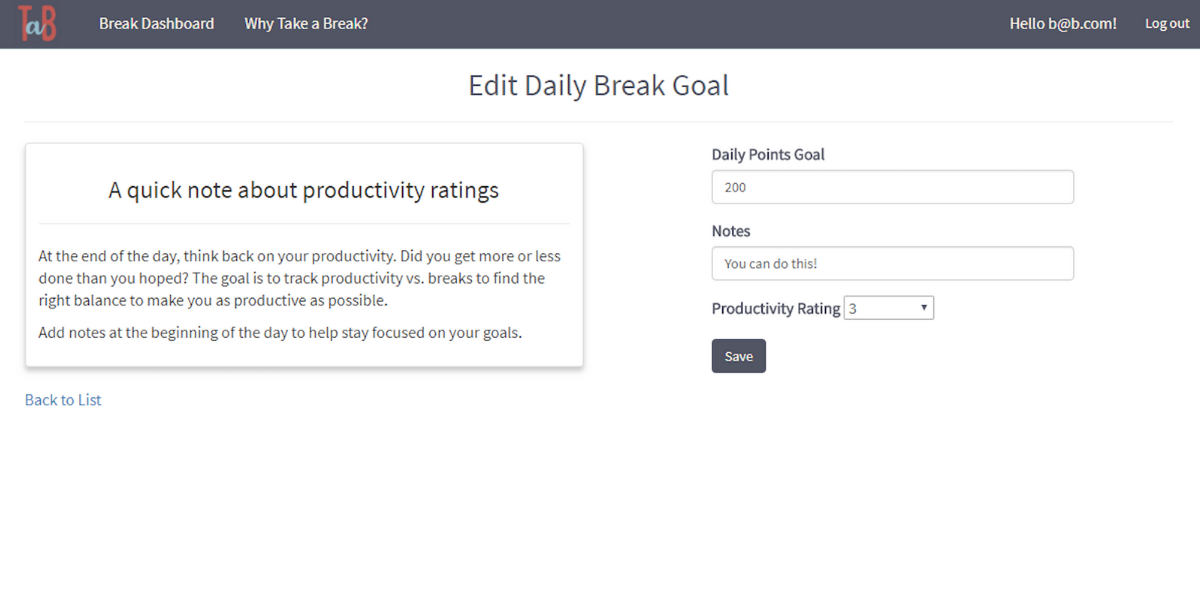 TaB
Break Dashboard
Why Take a Break?
Hello b@b.com!
Log out
Edit Daily Break Goal
A quick note about productivity ratings
At the end of the day, think back on your productivity. Did you get more or less
done than you hoped? The goal is to track productivity vs. breaks to find the
right balance to make you as productive as possible.
Add notes at the beginning of the day to help stay focused on your goals.
Back to List
Daily Points Goal
200
Notes
You can do this!
Productivity Rating 3
Save